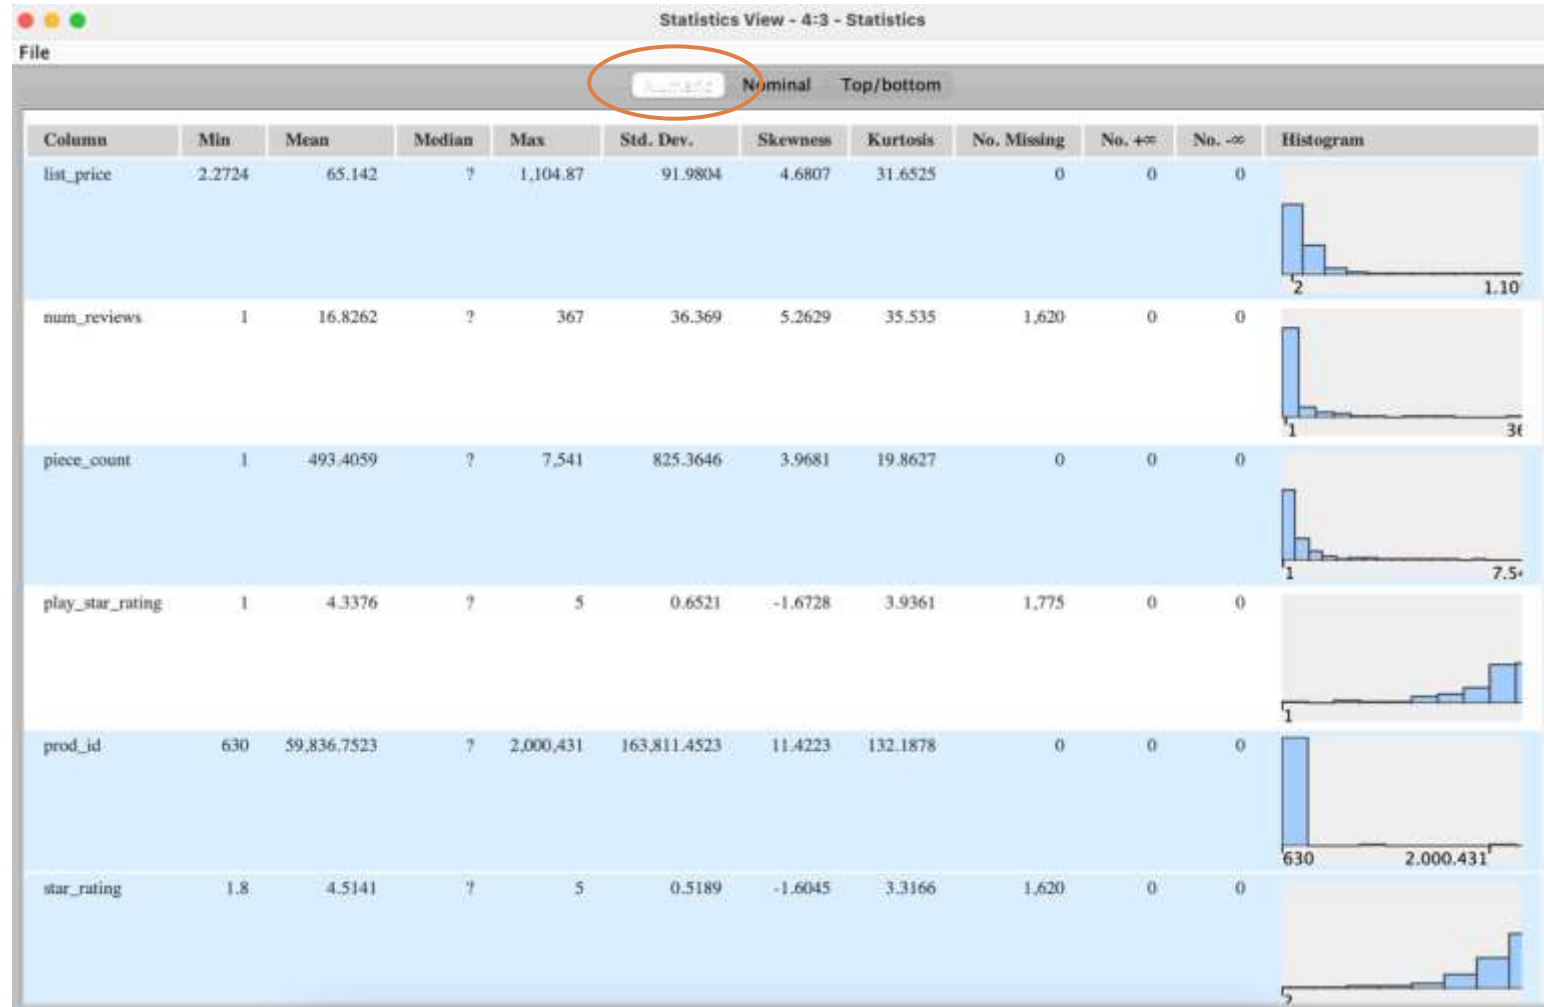 Statistics View - 4:3 - Statistics
File
Numeric Nominal Top/bottom
Column Min Mean Median Max Std. Dev. Skewness Kurtosis No. Missing No. +∞ No. -∞ Histogram
list_price 2.2724 65.142 ? 1,104.87 91.9804 4.6807 31.6525 0 0 0
2 1.10
num_reviews 1 16.8262 ? 367 36.369 5.2629 35.535 1,620 0 0
1 36
piece_count 1 493.4059 ? 7,541 825.3646 3.9681 19.8627 0 0 0
1 7.54
play_star_rating 1 4.3376 ? 5 0.6521 -1.6728 3.9361 1,775 0 0
1
prod_id 630 59,836.7523 ? 2,000,431 163,811.4523 11.4223 132.1878 0 0 0
630 2.000.431
star_rating 1.8 4.5141 ? 5 0.5189 -1.6045 3.3166 1,620 0 0
2